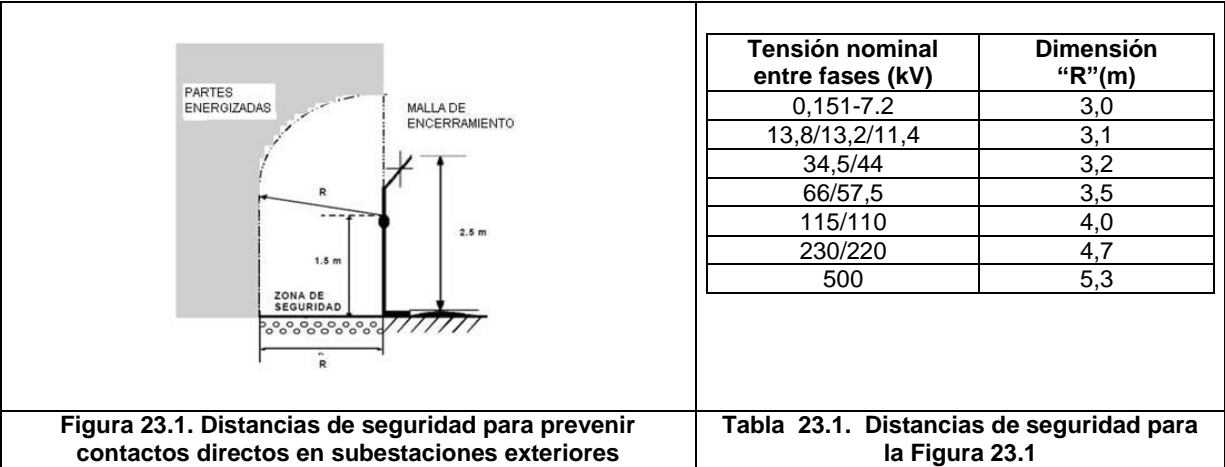 PARTES
ENERGIZADAS
MALLA DE
ENCERRAMIENTO
R
2.5 m
1.5 m
ZONA DE
SEGURIDAD
R
Figura 23.1. Distancias de seguridad para prevenir
contactos directos en subestaciones exteriores
Tensión nominal
entre fases (kV)
Dimensión
“R”(m)
0,151-7.2 3,0
13,8/13,2/11,4 3,1
34,5/44 3,2
66/57,5 3,5
115/110 4,0
230/220 4,7
500 5,3
Tabla 23.1. Distancias de seguridad para
la Figura 23.1